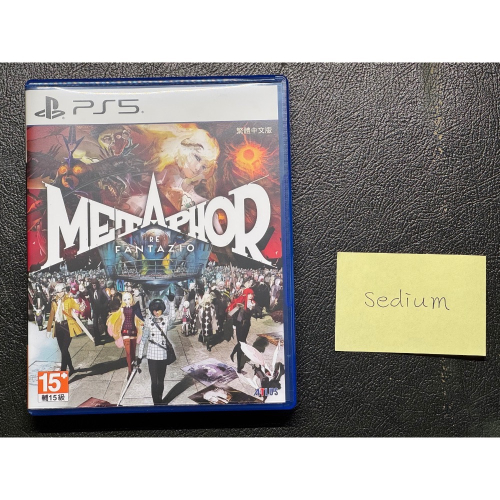 PS5
繁體中文版
METAPHOR
RE
FANTAZIO
sedium
15+
輔15級
ATLUS